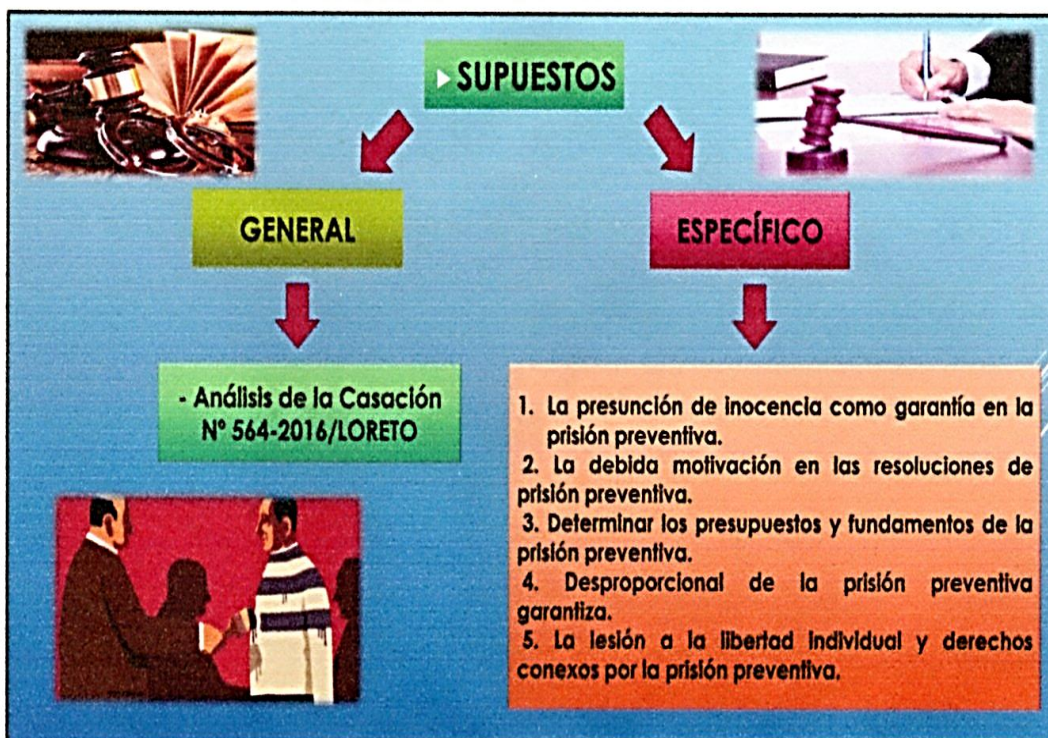 SUPUESTOS
GENERAL
ESPECÍFICO
- Análisis de la Casación
Nº 564-2016/LORETO
1. La presunción de inocencia como garantía en la
prisión preventiva.
2. La debida motivación en las resoluciones de
prisión preventiva.
3. Determinar los presupuestos y fundamentos de la
prisión preventiva.
4. Desproporcional de la prisión preventiva
garantiza.
5. La lesión a la libertad individual y derechos
conexos por la prisión preventiva.